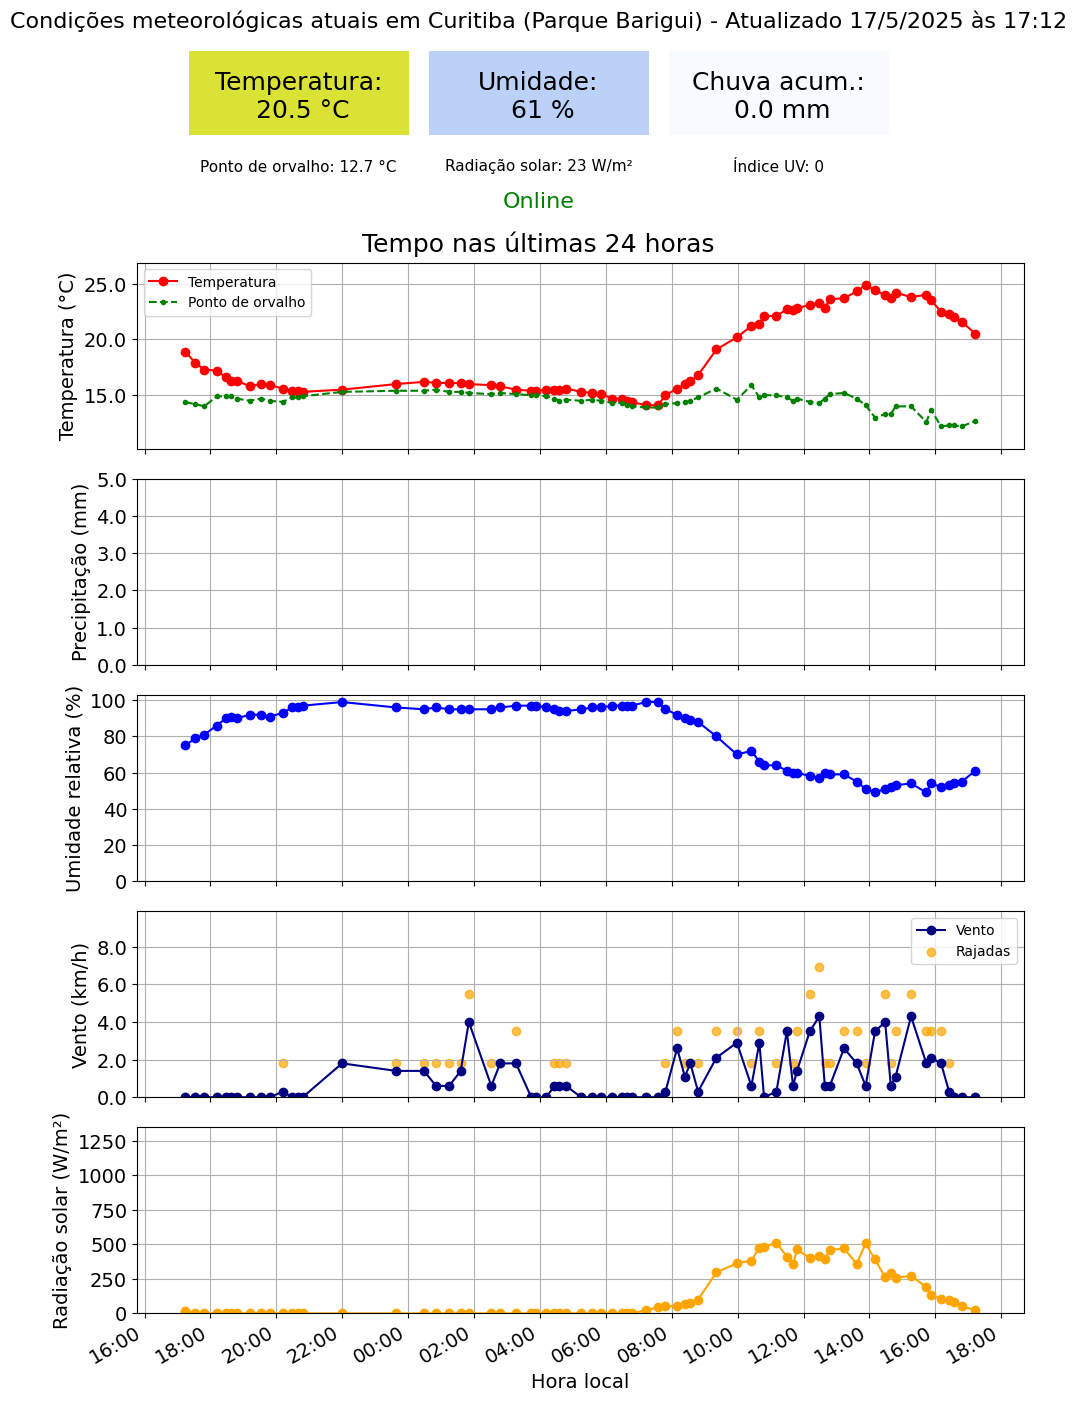 Condições meteorológicas atuais em Curitiba (Parque Barigui) - Atualizado 17/5/2025 às 17:12
Temperatura:
20.5 °C
Umidade:
61 %
Chuva acum.:
0.0 mm
Ponto de orvalho: 12.7 °C
Radiação solar: 23 W/m²
Índice UV: 0
Online
Tempo nas últimas 24 horas
Temperatura (°C)
25.0
20.0
15.0
Temperatura
Ponto de orvalho
Precipitação (mm)
5.0
4.0
3.0
2.0
1.0
0.0
Umidade relativa (%)
100
80
60
40
20
0
Vento (km/h)
8.0
6.0
4.0
2.0
0.0
Vento
Rajadas
Radiação solar (W/m²)
1250
1000
750
500
250
0
16:00
18:00
20:00
22:00
00:00
02:00
04:00
06:00
08:00
10:00
12:00
14:00
16:00
18:00
Hora local